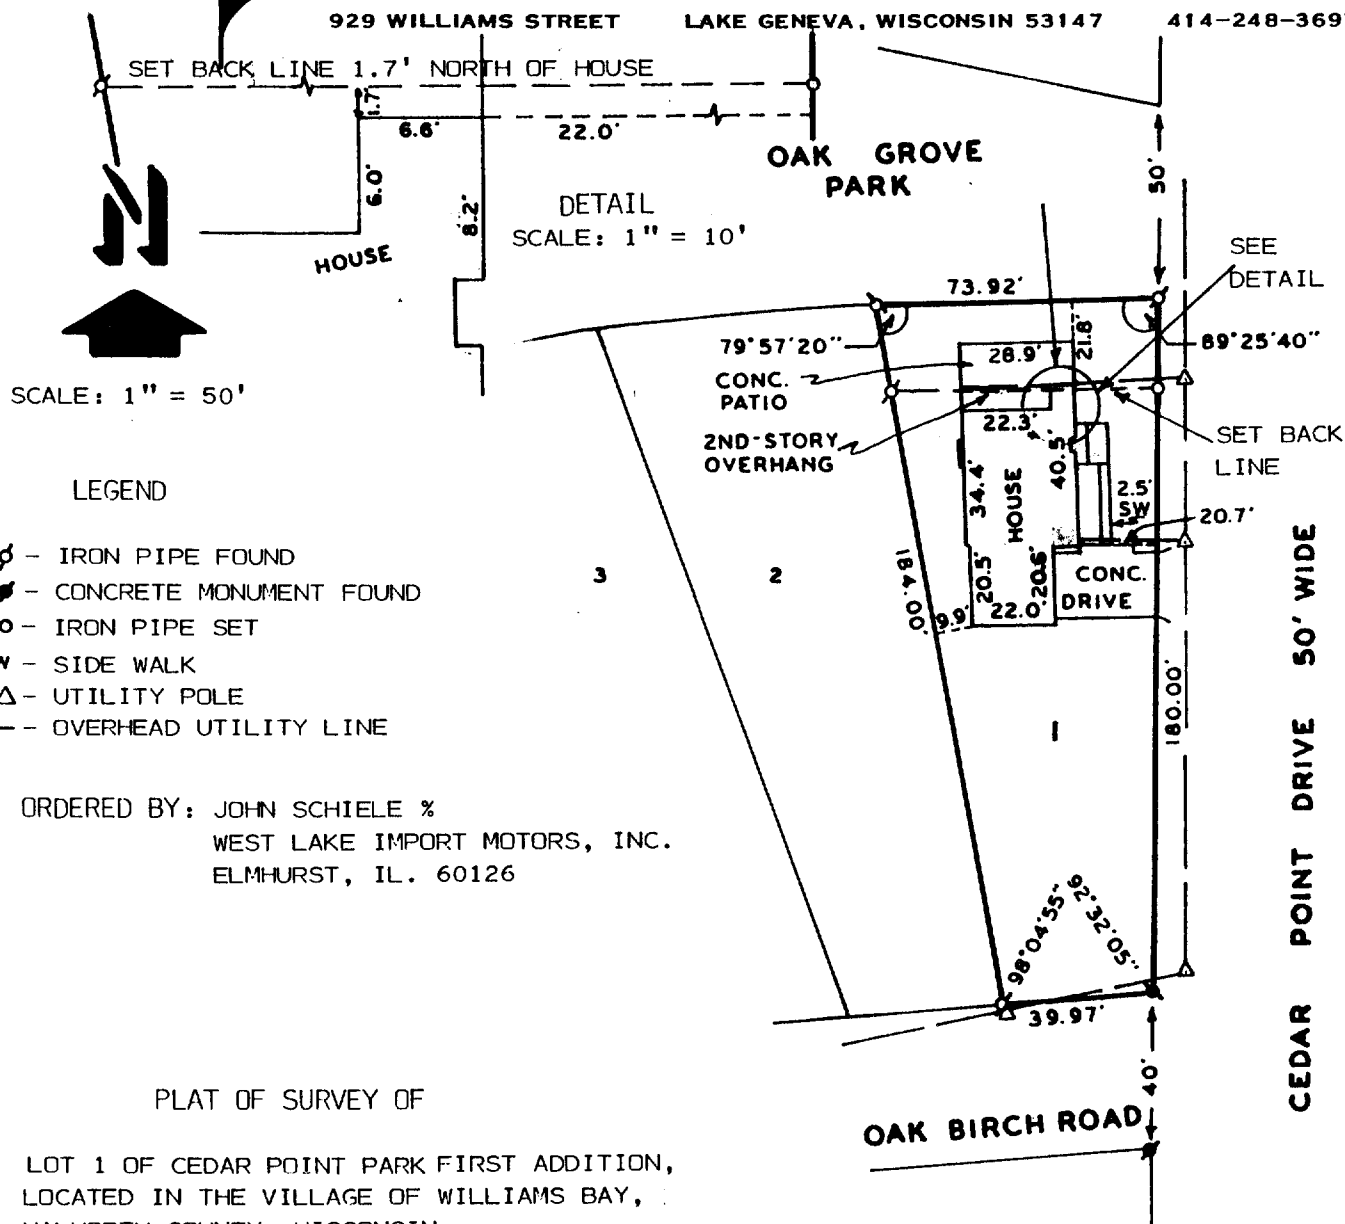 929 WILLIAMS STREET LAKE GENEVA, WISCONSIN 53147 414-248-369
SET BACK LINE 1.7' NORTH OF HOUSE
1.7'
6.6' 22.0'
6.0'
8.2'
HOUSE
DETAIL
SCALE: 1" = 10'
OAK GROVE
PARK
50'
N
SCALE: 1" = 50'
SEE
DETAIL
73.92'
79°57'20"
89°25'40"
21.8'
28.9'
CONC.
PATIO
22.3'
2ND-STORY
OVERHANG
SET BACK
LINE
40.5'
34.4'
HOUSE
2.5'
SW
20.7'
20.5'
20.6'
22.0'
9.9'
CONC.
DRIVE
184.00'
180.00'
3
2
1
LEGEND
- IRON PIPE FOUND
- CONCRETE MONUMENT FOUND
- IRON PIPE SET
- SIDE WALK
- UTILITY POLE
- OVERHEAD UTILITY LINE
ORDERED BY: JOHN SCHIELE %
WEST LAKE IMPORT MOTORS, INC.
ELMHURST, IL. 60126
98°04'55"
92°32'05"
39.97'
40'
OAK BIRCH ROAD
CEDAR POINT DRIVE 50' WIDE
PLAT OF SURVEY OF
LOT 1 OF CEDAR POINT PARK FIRST ADDITION,
LOCATED IN THE VILLAGE OF WILLIAMS BAY,